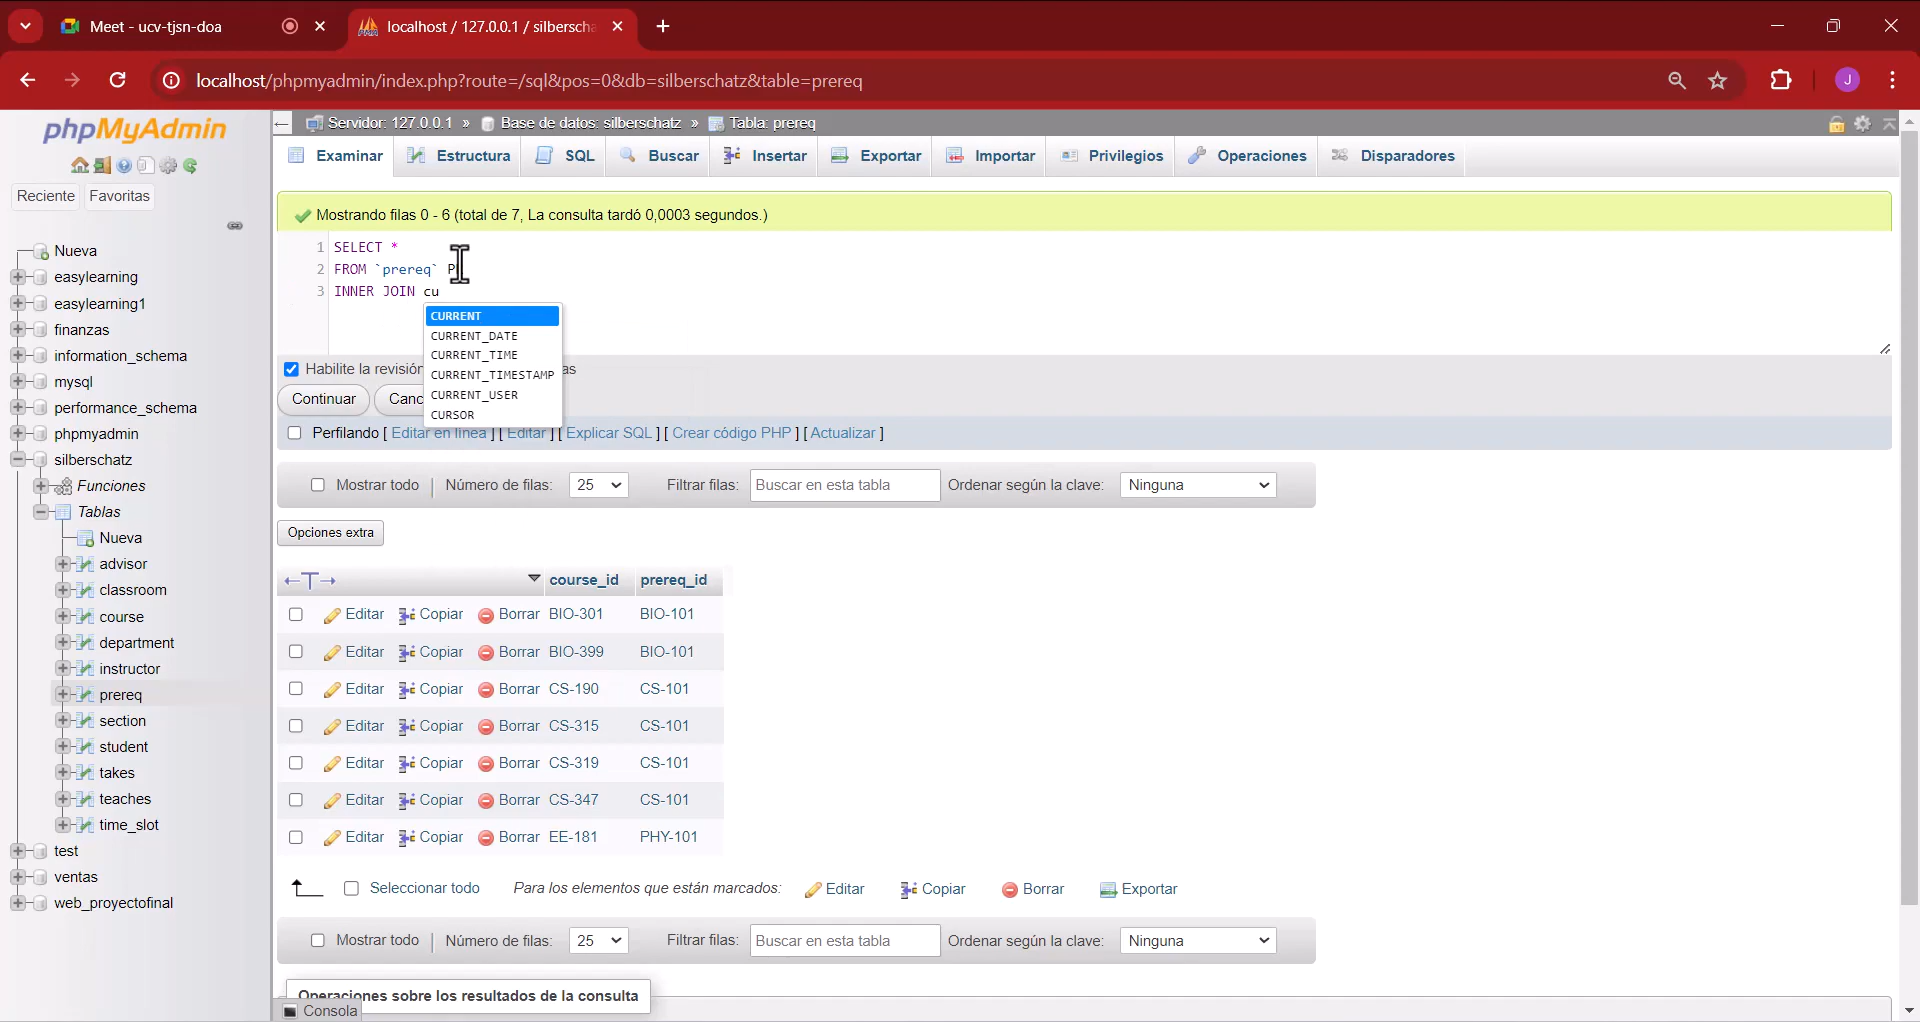 Meet - ucv-tjsn-doa
localhost / 127.0.0.1 / silberscha
localhost/phpmyadmin/index.php?route=/sql&pos=0&db=silberschatz&table=prereq
J
phpMyAdmin
Reciente Favoritas
Nueva
easylearning
easylearning1
finanzas
information_schema
mysql
performance_schema
phpmyadmin
silberschatz
Funciones
Tablas
Nueva
advisor
classroom
course
department
instructor
prereq
section
student
takes
teaches
time_slot
test
ventas
web_proyectofinal
Servidor: 127.0.0.1 » Base de datos: silberschatz » Tabla: prereq
Examinar Estructura SQL Buscar Insertar Exportar Importar Privilegios Operaciones Disparadores
Mostrando filas 0 - 6 (total de 7, La consulta tardó 0,0003 segundos.)
1 SELECT *
2 FROM `prereq` P
3 INNER JOIN cu
CURRENT
CURRENT_DATE
CURRENT_TIME
CURRENT_TIMESTAMP
CURRENT_USER
CURSOR
Habilite la revisión as
Continuar Canc
Perfilando [ Editar en línea ] [ Editar ] [ Explicar SQL ] [ Crear código PHP ] [ Actualizar ]
Mostrar todo | Número de filas: 25 Filtrar filas: Buscar en esta tabla Ordenar según la clave: Ninguna
Opciones extra
←T→ course_id prereq_id
Editar Copiar Borrar BIO-301 BIO-101
Editar Copiar Borrar BIO-399 BIO-101
Editar Copiar Borrar CS-190 CS-101
Editar Copiar Borrar CS-315 CS-101
Editar Copiar Borrar CS-319 CS-101
Editar Copiar Borrar CS-347 CS-101
Editar Copiar Borrar EE-181 PHY-101
Seleccionar todo Para los elementos que están marcados: Editar Copiar Borrar Exportar
Mostrar todo | Número de filas: 25 Filtrar filas: Buscar en esta tabla Ordenar según la clave: Ninguna
Operaciones sobre los resultados de la consulta
Consola